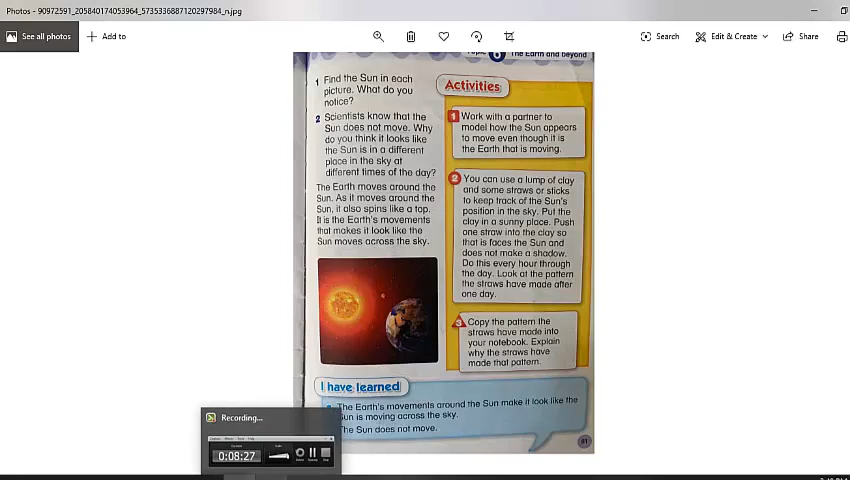 Photos - 90972591_205840174053964_5735336887120297984_n.jpg
See all photos
Add to
Search
Edit & Create
Share
Topic 6 The Earth and beyond
1 Find the Sun in each
picture. What do you
notice?
2 Scientists know that the
Sun does not move. Why
do you think it looks like
the Sun is in a different
place in the sky at
different times of the day?
The Earth moves around the
Sun. As it moves around the
Sun, it also spins like a top.
It is the Earth's movements
that makes it look like the
Sun moves across the sky.
Activities
1 Work with a partner to
model how the Sun appears
to move even though it is
the Earth that is moving.
2 You can use a lump of clay
and some straws or sticks
to keep track of the Sun's
position in the sky. Put the
clay in a sunny place. Push
one straw into the clay so
that is faces the Sun and
does not make a shadow.
Do this every hour through
the day. Look at the pattern
the straws have made after
one day.
3 Copy the pattern the
straws have made into
your notebook. Explain
why the straws have
made that pattern.
I have learned
The Earth's movements around the Sun make it look like the
Sun is moving across the sky.
The Sun does not move.
81
Recording...
0:08:27